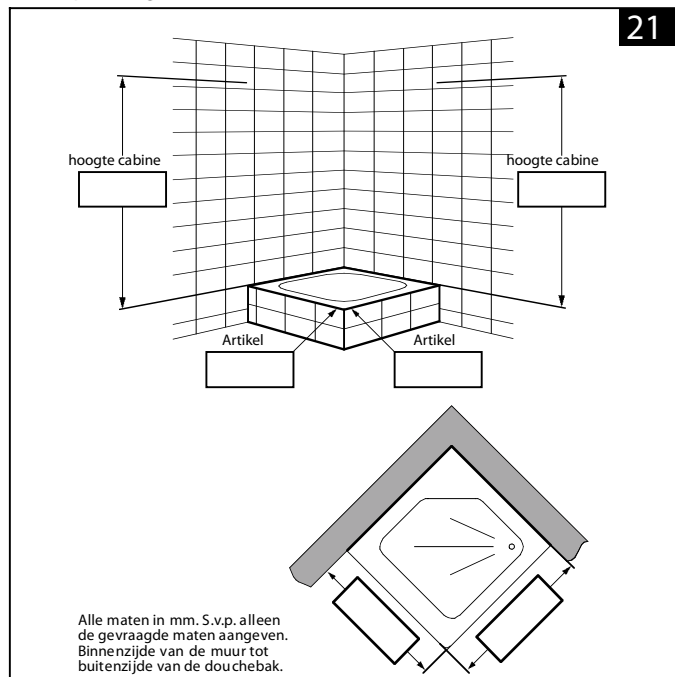 21
hoogte cabine
hoogte cabine
Artikel
Artikel
Alle maten in mm. S.v.p. alleen
de gevraagde maten aangeven.
Binnenzijde van de muur tot
buitenzijde van de douchebak.